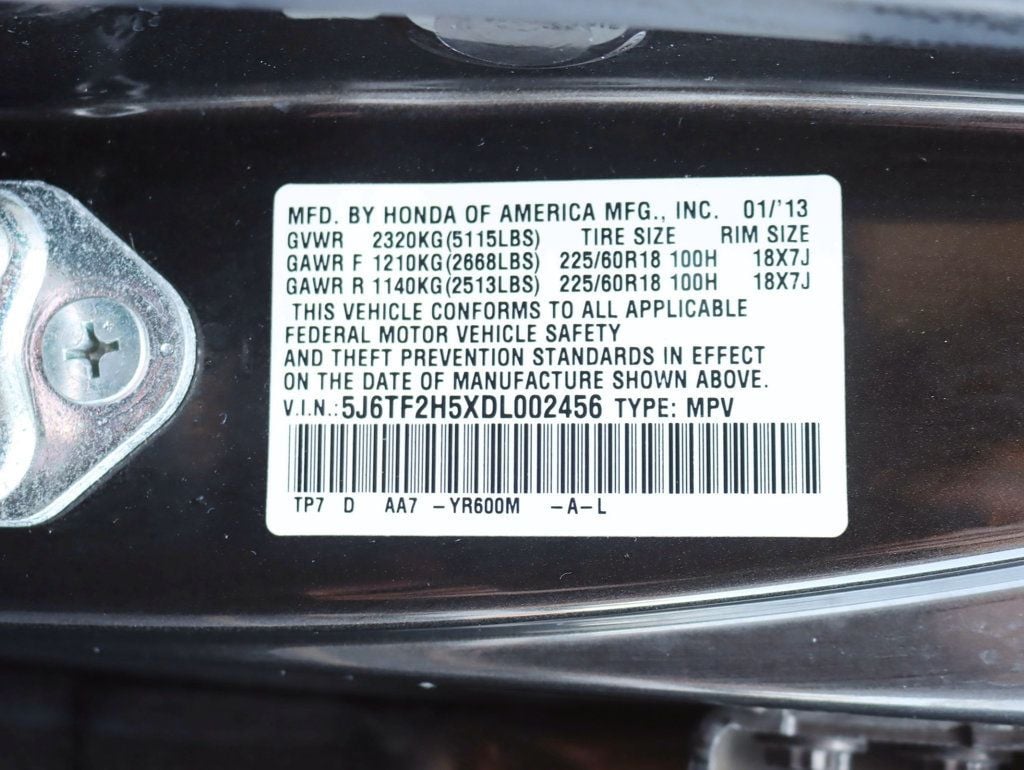 MFD. BY HONDA OF AMERICA MFG., INC. 01/'13
GVWR 2320KG(5115LBS) TIRE SIZE RIM SIZE
GAWR F 1210KG(2668LBS) 225/60R18 100H 18X7J
GAWR R 1140KG(2513LBS) 225/60R18 100H 18X7J
THIS VEHICLE CONFORMS TO ALL APPLICABLE
FEDERAL MOTOR VEHICLE SAFETY
AND THEFT PREVENTION STANDARDS IN EFFECT
ON THE DATE OF MANUFACTURE SHOWN ABOVE.
V.I.N.: 5J6TF2H5XDL002456 TYPE: MPV
TP7 D AA7 -YR600M -A-L